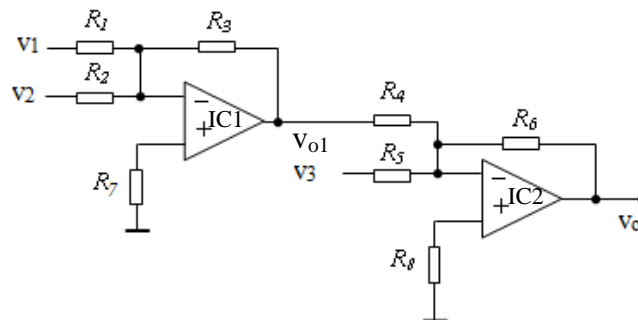 v1
R1
R3
v2
R2
− IC1
+
R7
vo1
R4
v3
R5
R6
− IC2
+
R8
vo